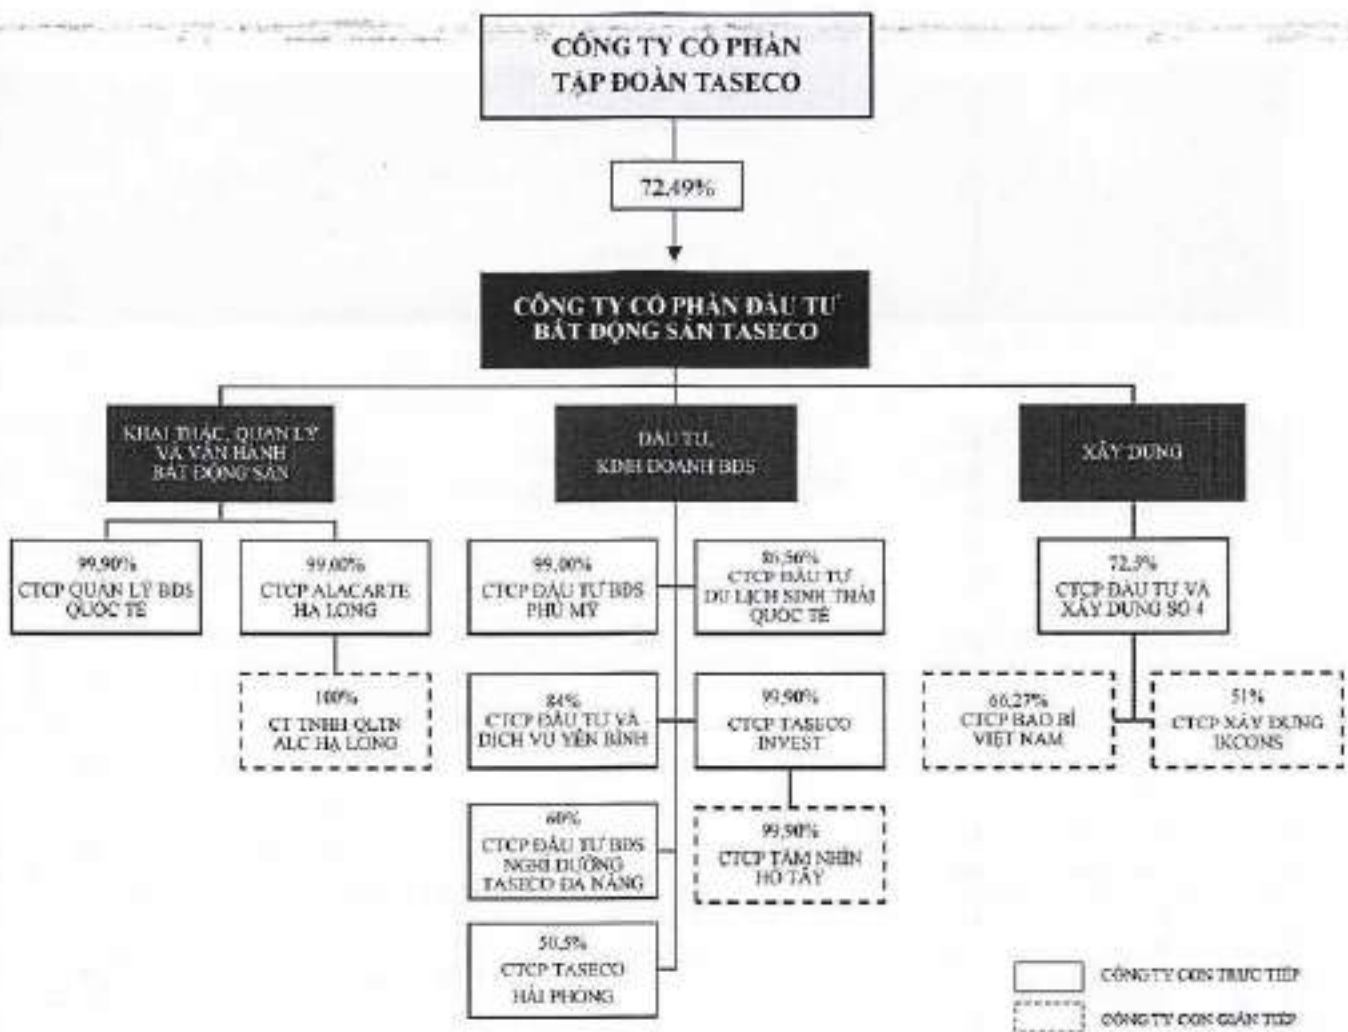 CÔNG TY CỔ PHẦN
TẬP ĐOÀN TASECO
72,49%
CÔNG TY CỔ PHẦN ĐẦU TƯ
BẤT ĐỘNG SẢN TASECO
KHAI THÁC, QUẢN LÝ
VÀ VẬN HÀNH
BẤT ĐỘNG SẢN
ĐẦU TƯ,
KINH DOANH BĐS
XÂY DỰNG
99,90%
CTCP QUẢN LÝ BĐS
QUỐC TẾ
99,00%
CTCP ALACARTE
HẠ LONG
99,00%
CTCP ĐẦU TƯ BĐS
PHÚ MỸ
86,56%
CTCP ĐẦU TƯ
DU LỊCH SINH THÁI
QUỐC TẾ
72,5%
CTCP ĐẦU TƯ VÀ
XÂY DỰNG SỐ 4
100%
CT TNHH QLTN
ALC HẠ LONG
84%
CTCP ĐẦU TƯ VÀ
DỊCH VỤ YÊN BÌNH
99,90%
CTCP TASECO
INVEST
66,27%
CTCP BAO BÌ
VIỆT NAM
51%
CTCP XÂY DỰNG
IKCONS
60%
CTCP ĐẦU TƯ BĐS
NGHỈ DƯỠNG
TASECO ĐÀ NẴNG
99,90%
CTCP TẦM NHÌN
HỒ TÂY
50,5%
CTCP TASECO
HẢI PHÒNG
CÔNG TY CON TRỰC TIẾP
CÔNG TY CON GIÁN TIẾP